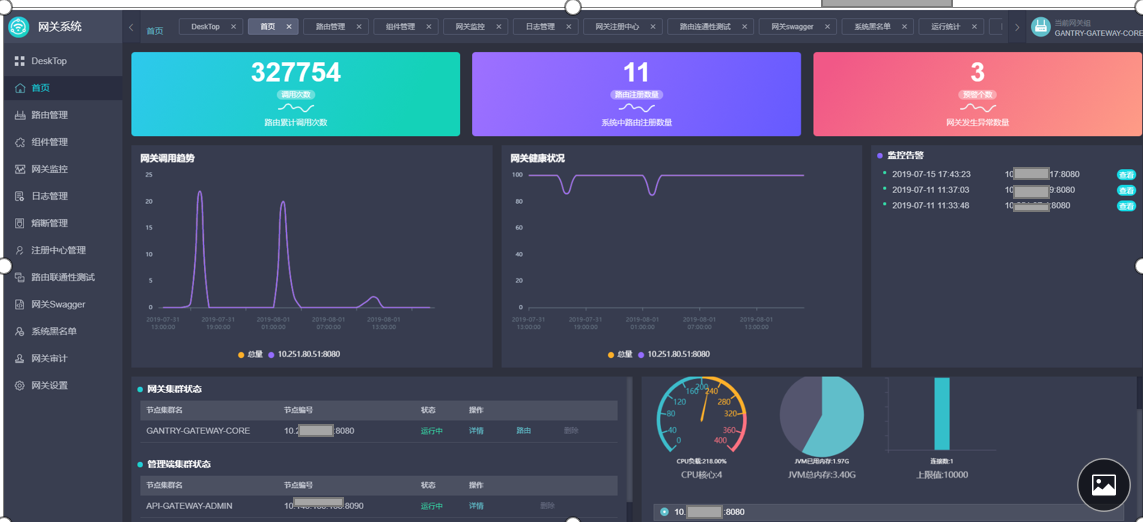 网关系统
首页
DeskTop ×
首页 ×
路由管理 ×
组件管理 ×
网关监控 ×
日志管理 ×
网关注册中心 ×
路由连通性测试 ×
网关swagger ×
系统黑名单 ×
运行统计 ×
当前网关组
GANTRY-GATEWAY-CORE
DeskTop
首页
路由管理
组件管理
网关监控
日志管理
熔断管理
注册中心管理
路由联通性测试
网关Swagger
系统黑名单
网关审计
网关设置
327754
调用次数
路由累计调用次数
11
路由注册数量
系统中路由注册数量
3
预警个数
网关发生异常数量
网关调用趋势
25
20
15
10
5
0
2019-07-31 13:00:00
2019-07-31 19:00:00
2019-08-01 01:00:00
2019-08-01 07:00:00
2019-08-01 13:00:00
总量 10.251.80.51:8080
网关健康状况
100
80
60
40
20
0
2019-07-31 13:00:00
2019-07-31 19:00:00
2019-08-01 01:00:00
2019-08-01 07:00:00
2019-08-01 13:00:00
总量 10.251.80.51:8080
监控告警
2019-07-15 17:43:23 10 17:8080 查看
2019-07-11 11:37:03 10 9:8080 查看
2019-07-11 11:33:48 10 :8080 查看
网关集群状态
节点集群名 节点编号 状态 操作
GANTRY-GATEWAY-CORE 10.2 :8080 运行中 详情 路由 删除
管理端集群状态
节点集群名 节点编号 状态 操作
API-GATEWAY-ADMIN 10. :8090 运行中 详情 删除
0
40
80
120
160
200
240
280
320
360
400
CPU负载:218.00%
CPU核心:4
JVM已用内存:1.97G
JVM总内存:3.40G
连接数:1
上限值:10000
10. :8080